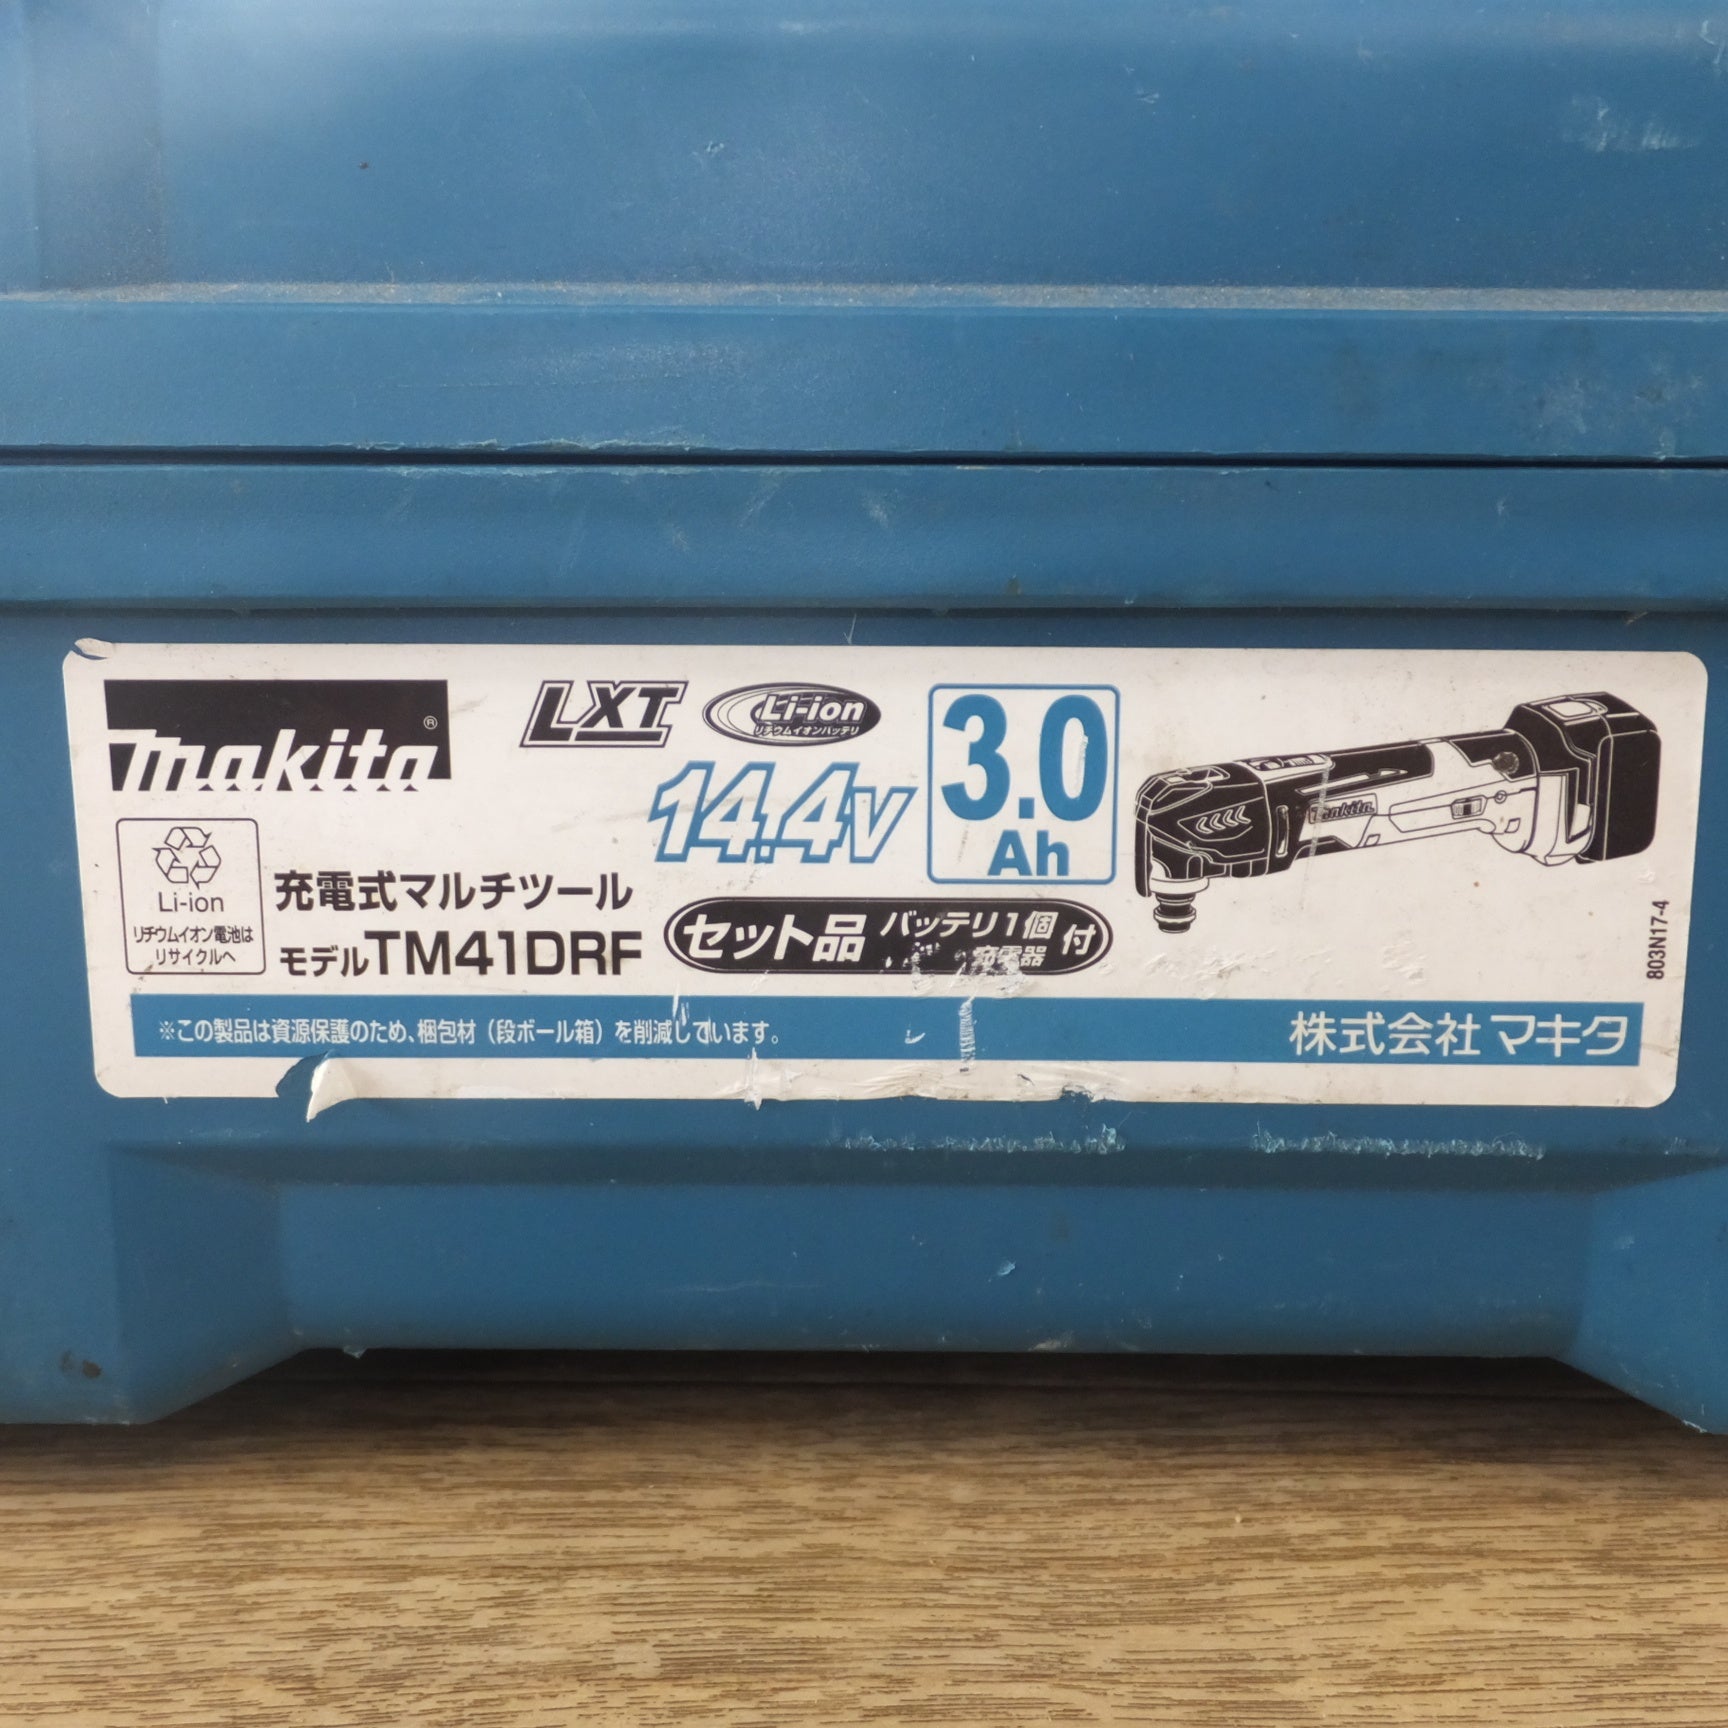 makita®
LXT
Li-ion
リチウムイオンバッテリ
14.4V
3.0
Ah
makita
Li-ion
リチウムイオン電池は
リサイクルへ
充電式マルチツール
モデルTM41DRF
セット品 バッテリ1個
充電器 付
803N17-4
※この製品は資源保護のため、梱包材（段ボール箱）を削減しています。
株式会社 マキタ